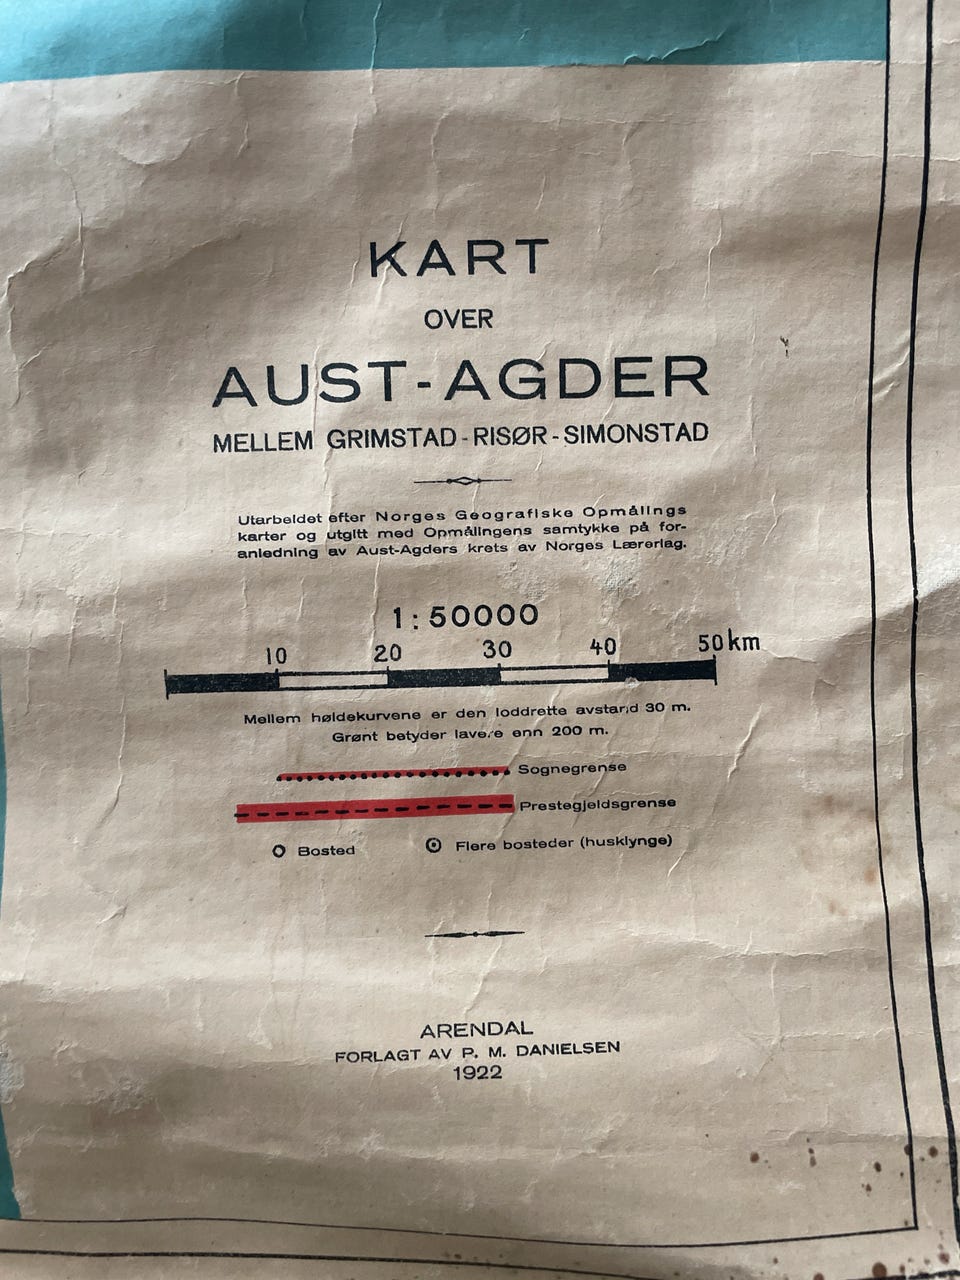 KART
OVER
AUST-AGDER
MELLEM GRIMSTAD - RISØR - SIMONSTAD
Utarbeidet efter Norges Geografiske Opmålings
karter og utgitt med Opmålingens samtykke på for-
anledning av Aust-Agders krets av Norges Lærerlag.
1 : 50000
10 20 30 40 50 km
Mellem høidekurvene er den loddrette avstand 30 m.
Grønt betyder lavere enn 200 m.
Sognegrense
Prestegjeldsgrense
Bosted Flere bosteder (husklynge)
ARENDAL
FORLAGT AV P. M. DANIELSEN
1922